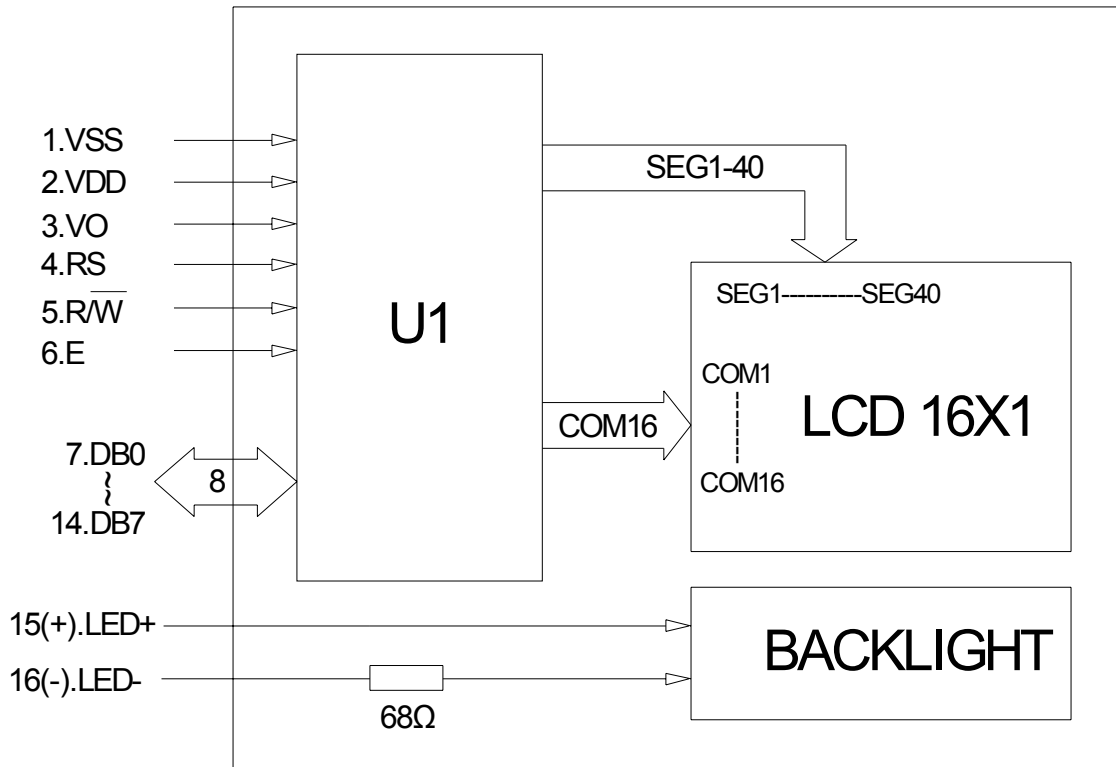 1.VSS
2.VDD
3.VO
4.RS
5.R/W̅
6.E
7.DB0
~
~
14.DB7
8
15(+).LED+
16(-).LED-
68Ω
U1
SEG1-40
COM16
SEG1----------SEG40
COM1
COM16
LCD 16X1
BACKLIGHT